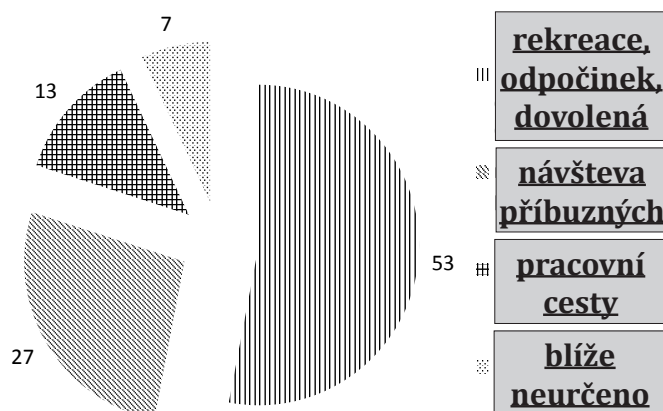 7
13
53
27
rekreace,
odpočinek,
dovolená
návšteva
příbuzných
pracovní
cesty
blíže
neurčeno